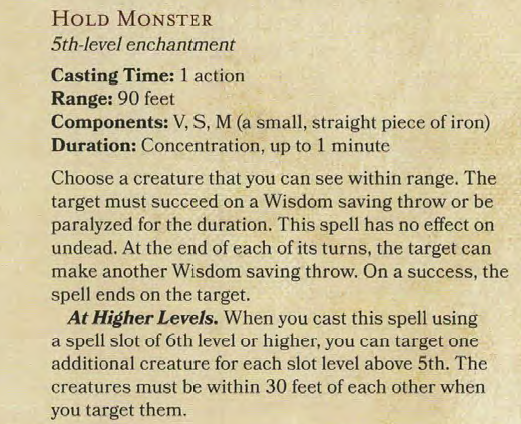 HOLD MONSTER
5th-level enchantment
Casting Time: 1 action
Range: 90 feet
Components: V, S, M (a small, straight piece of iron)
Duration: Concentration, up to 1 minute
Choose a creature that you can see within range. The
target must succeed on a Wisdom saving throw or be
paralyzed for the duration. This spell has no effect on
undead. At the end of each of its turns, the target can
make another Wisdom saving throw. On a success, the
spell ends on the target.
At Higher Levels. When you cast this spell using
a spell slot of 6th level or higher, you can target one
additional creature for each slot level above 5th. The
creatures must be within 30 feet of each other when
you target them.